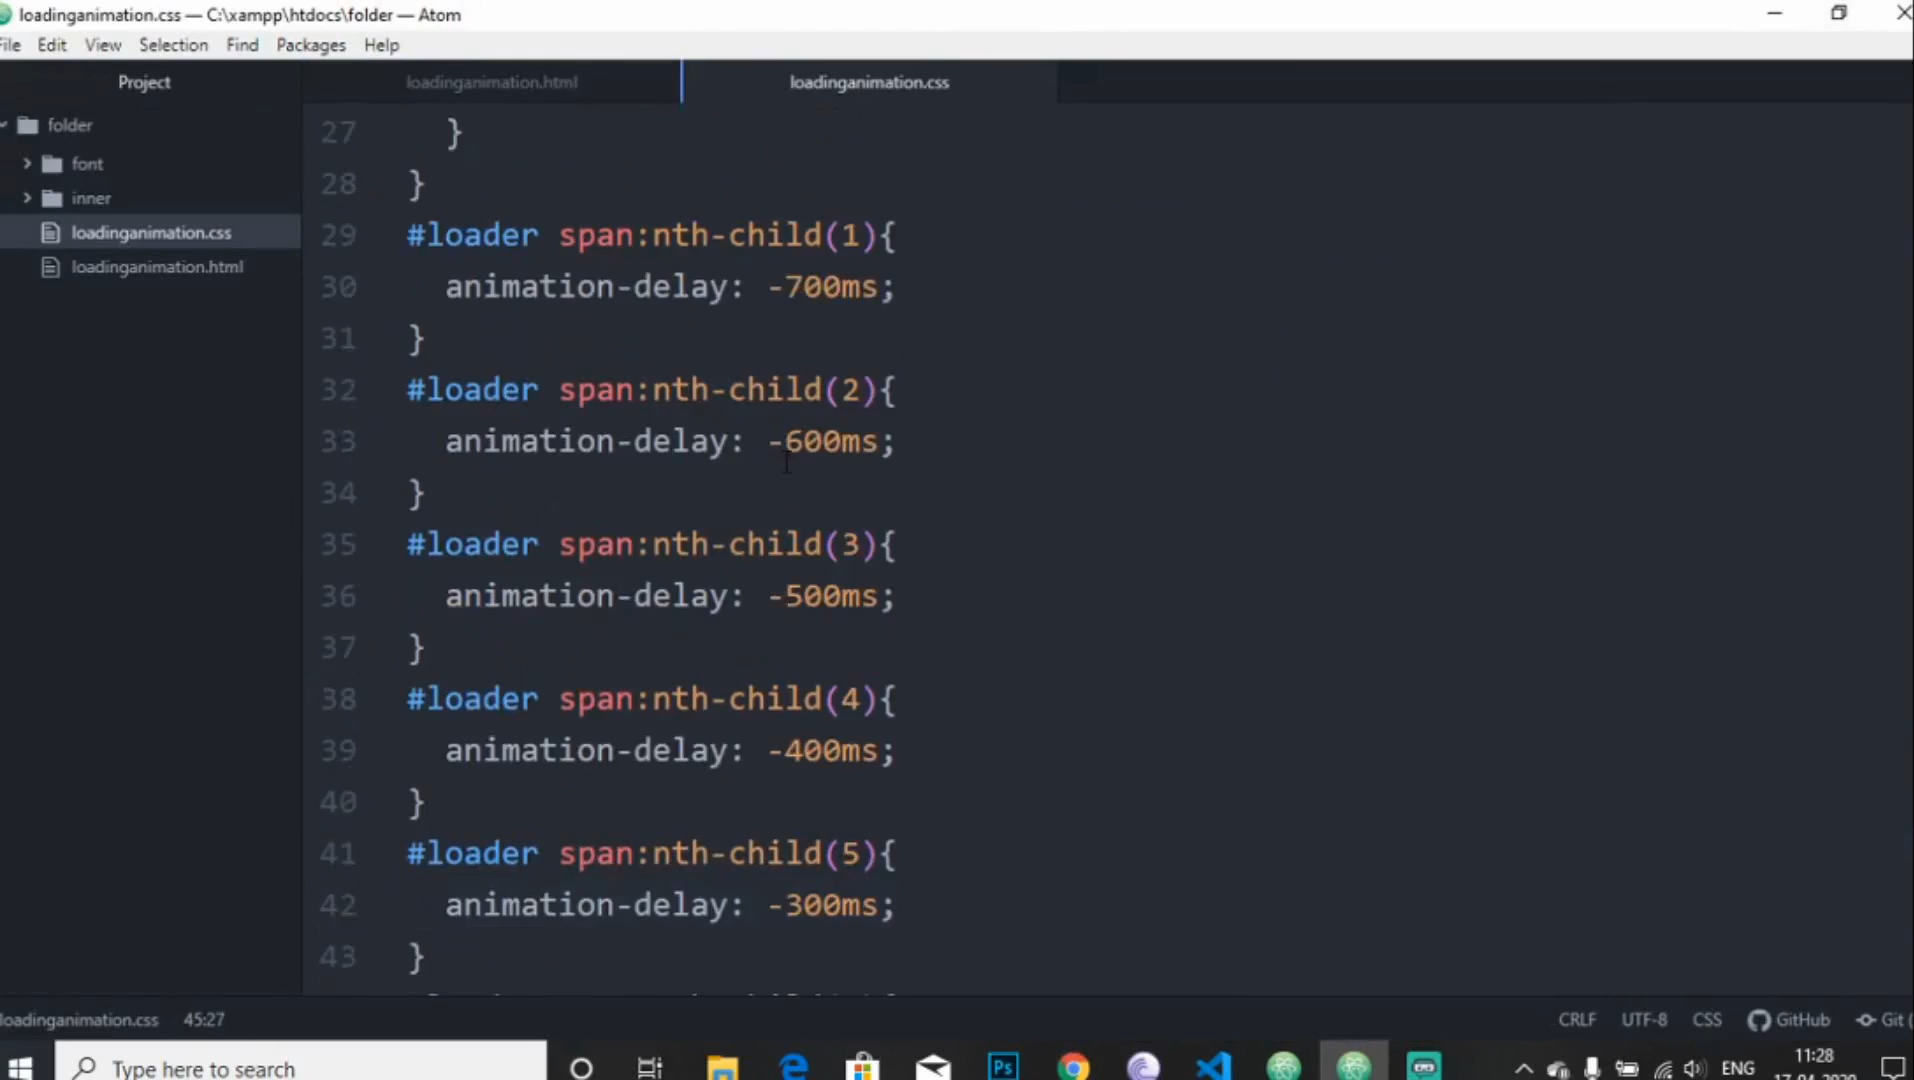 loadinganimation.css — C:\xampp\htdocs\folder — Atom
File Edit View Selection Find Packages Help
Project
loadinganimation.html
loadinganimation.css
folder
font
inner
loadinganimation.css
loadinganimation.html
27 }
28 }
29 #loader span:nth-child(1){
30 animation-delay: -700ms;
31 }
32 #loader span:nth-child(2){
33 animation-delay: -600ms;
34 }
35 #loader span:nth-child(3){
36 animation-delay: -500ms;
37 }
38 #loader span:nth-child(4){
39 animation-delay: -400ms;
40 }
41 #loader span:nth-child(5){
42 animation-delay: -300ms;
43 }
loadinganimation.css 45:27
CRLF UTF-8 CSS GitHub Git (
Type here to search
Ps
ENG
11:28